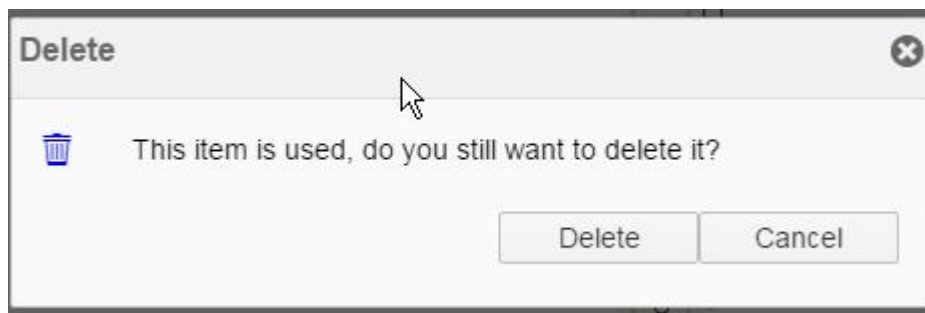 Delete
This item is used, do you still want to delete it?
Delete Cancel